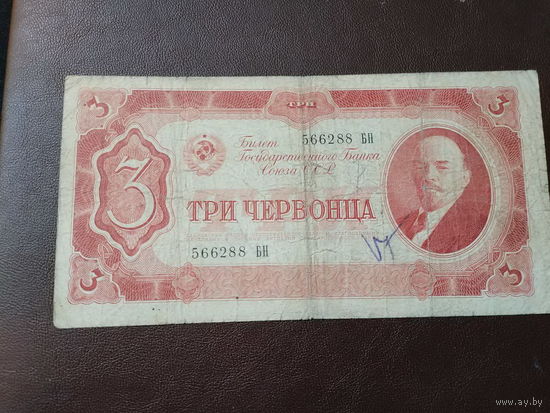 ТРИ
3
3
Билет 566288 БН
Государственного Банка
Союза ССР
3
ТРИ ЧЕРВОНЦА
566288 БН
3
3
www.ay.by